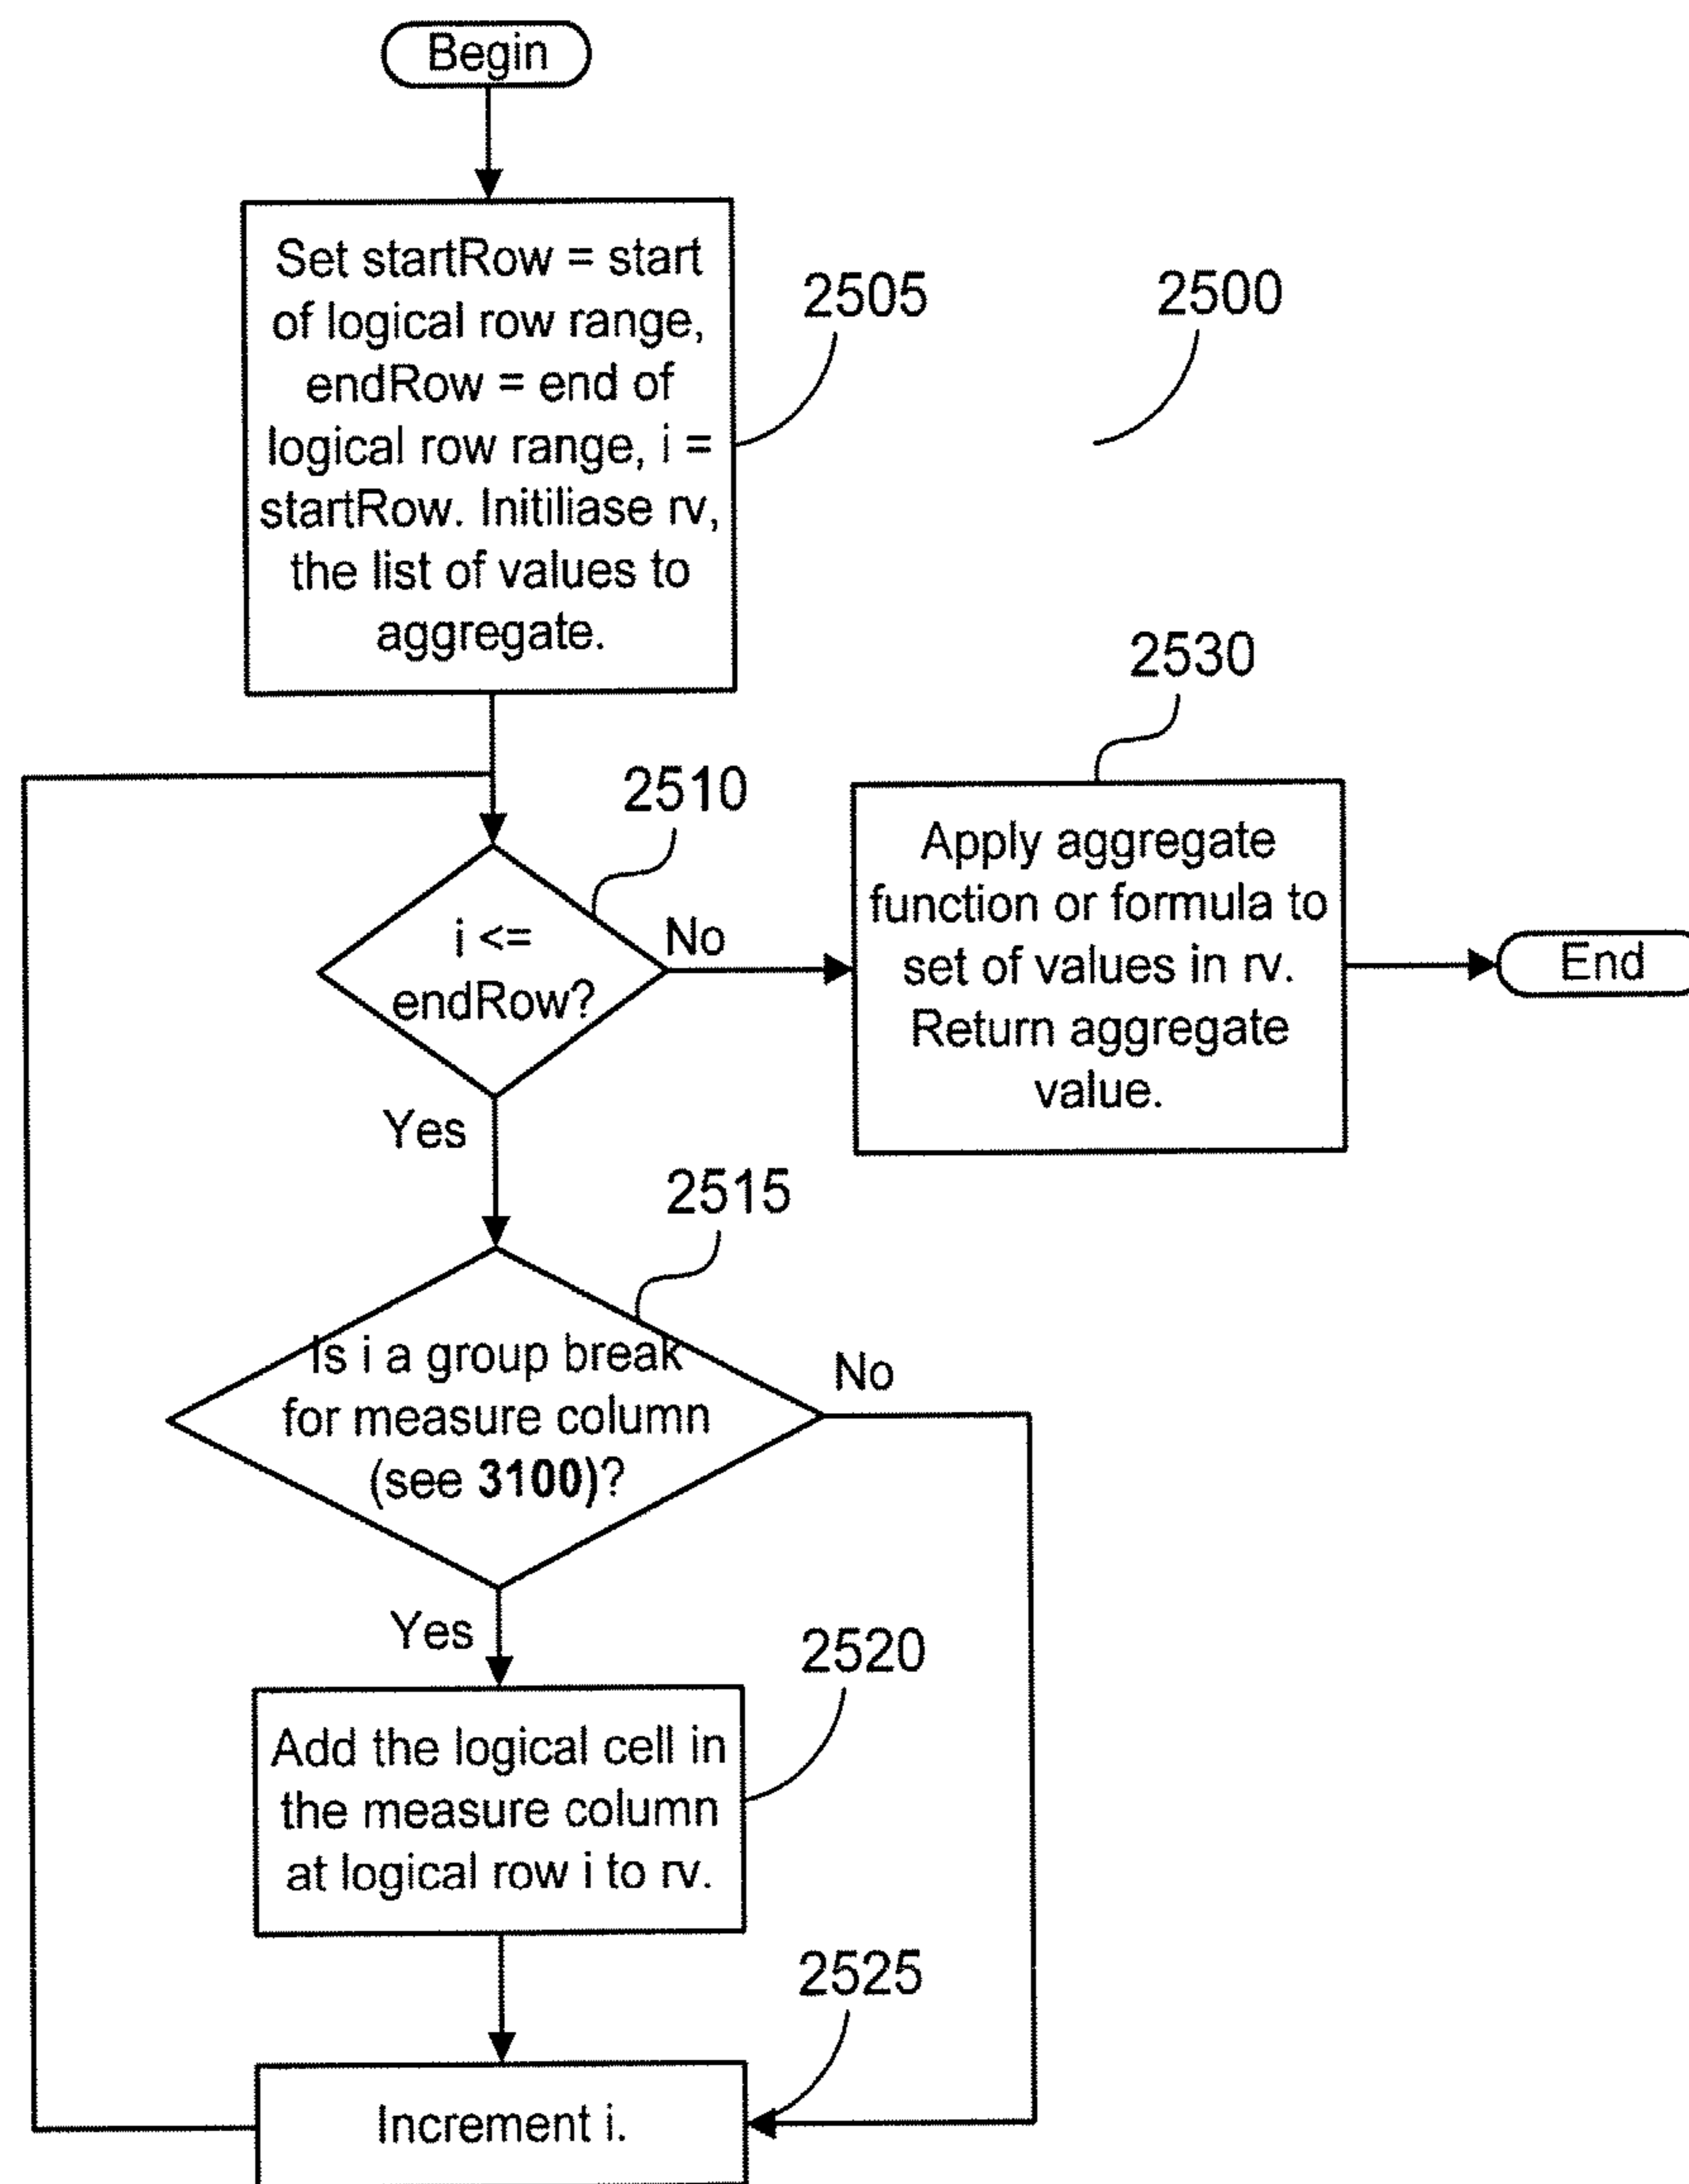 Begin
Set startRow = start
of logical row range,
endRow = end of
logical row range, i =
startRow. Initiliase rv,
the list of values to
aggregate.
2505
2500
2530
2510
i <=
endRow?
No
Apply aggregate
function or formula to
set of values in rv.
Return aggregate
value.
End
Yes
2515
Is i a group break
for measure column
(see 3100)?
No
Yes
2520
Add the logical cell in
the measure column
at logical row i to rv.
2525
Increment i.